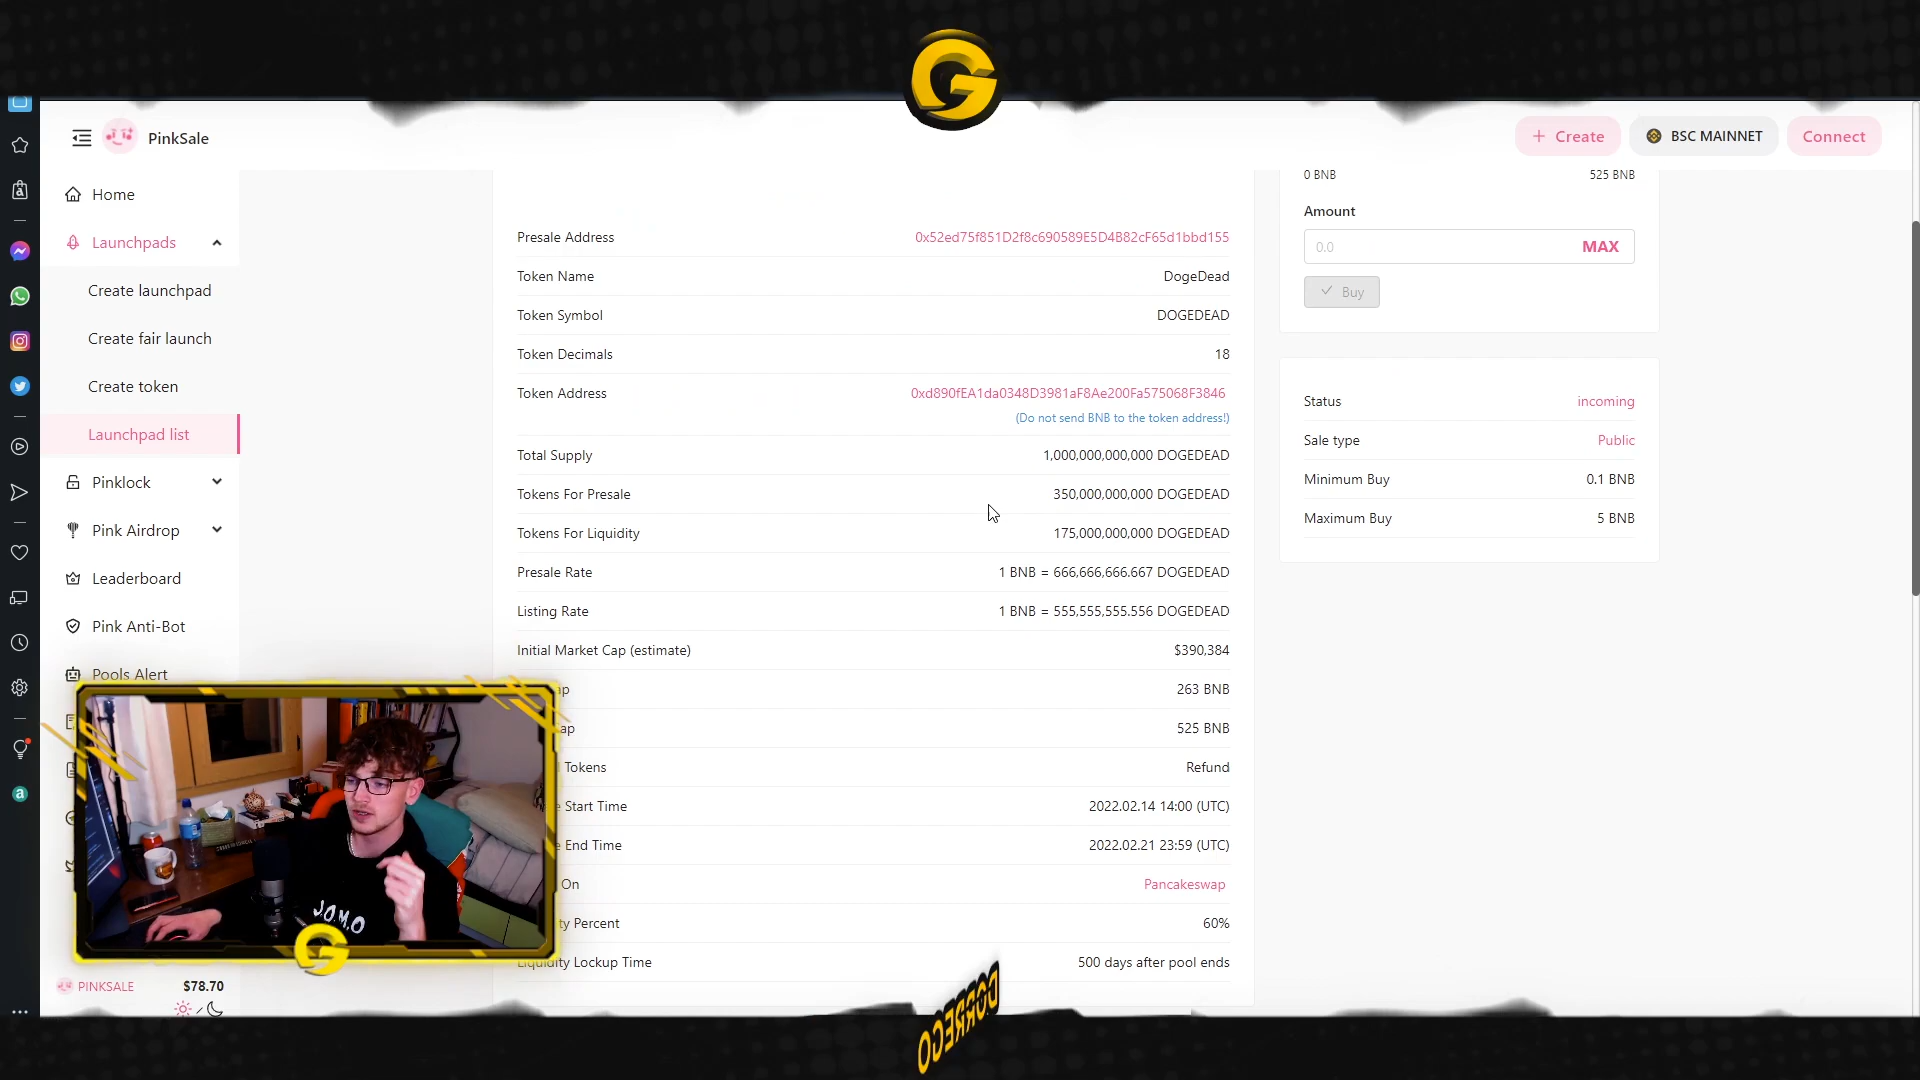 PinkSale
+ Create
BSC MAINNET
Connect
Home
Launchpads
Create launchpad
Create fair launch
Create token
Launchpad list
Pinklock
Pink Airdrop
Leaderboard
Pink Anti-Bot
Pools Alert
PINKSALE $78.70
Presale Address 0x52ed75f851D2f8c690589E5D4B82cF65d1bbd155
Token Name DogeDead
Token Symbol DOGEDEAD
Token Decimals 18
Token Address 0xd890fEA1da0348D3981aF8Ae200Fa575068F3846
(Do not send BNB to the token address!)
Total Supply 1,000,000,000,000 DOGEDEAD
Tokens For Presale 350,000,000,000 DOGEDEAD
Tokens For Liquidity 175,000,000,000 DOGEDEAD
Presale Rate 1 BNB = 666,666,666.667 DOGEDEAD
Listing Rate 1 BNB = 555,555,555.556 DOGEDEAD
Initial Market Cap (estimate) $390,384
ap 263 BNB
ap 525 BNB
Tokens Refund
Start Time 2022.02.14 14:00 (UTC)
End Time 2022.02.21 23:59 (UTC)
On Pancakeswap
ty Percent 60%
Liquidity Lockup Time 500 days after pool ends
0 BNB 525 BNB
Amount
0.0 MAX
Buy
Status incoming
Sale type Public
Minimum Buy 0.1 BNB
Maximum Buy 5 BNB
J.O.M.O
G
G
DORREGO